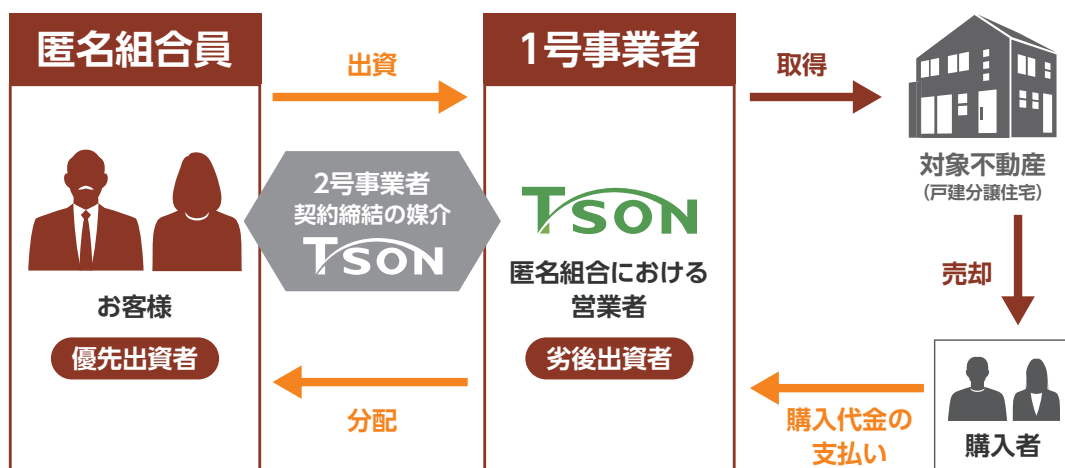 匿名組合員
お客様
優先出資者
出資
2号事業者
契約締結の媒介
TSON
分配
1号事業者
TSON
匿名組合における
営業者
劣後出資者
取得
対象不動産
（戸建分譲住宅）
売却
購入者
購入代金の
支払い